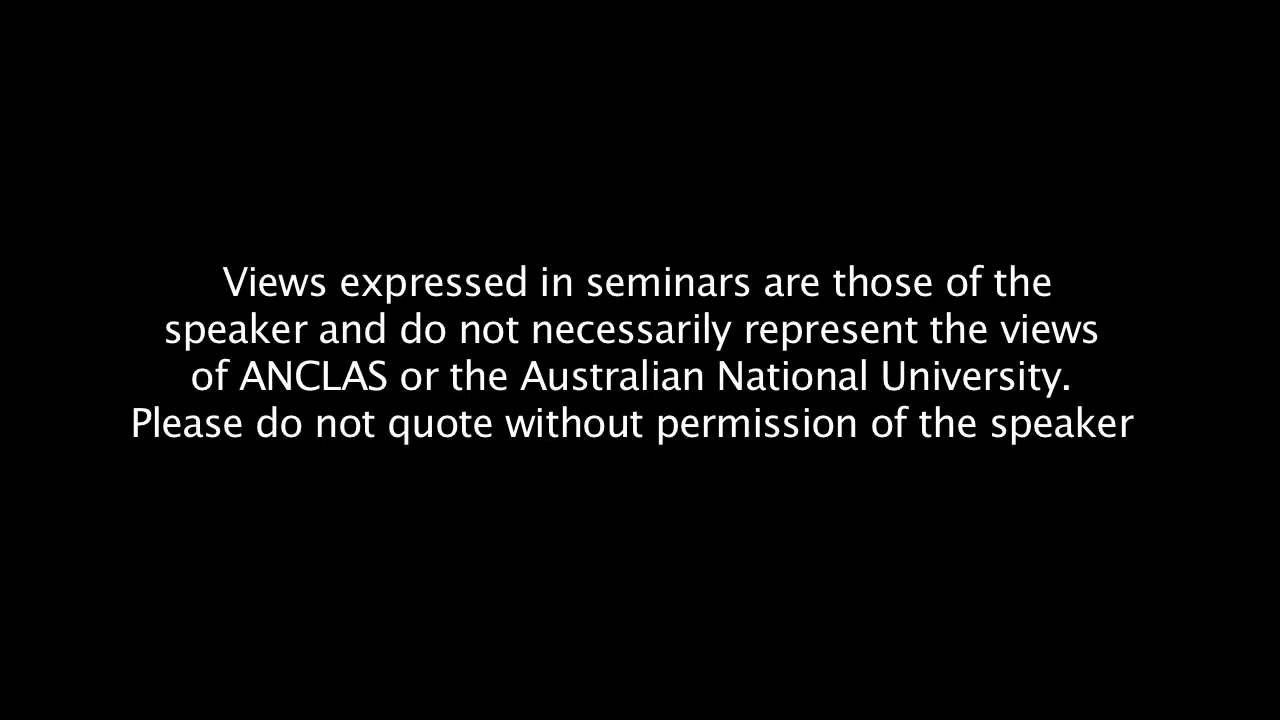 Views expressed in seminars are those of the
speaker and do not necessarily represent the views
of ANCLAS or the Australian National University.
Please do not quote without permission of the speaker